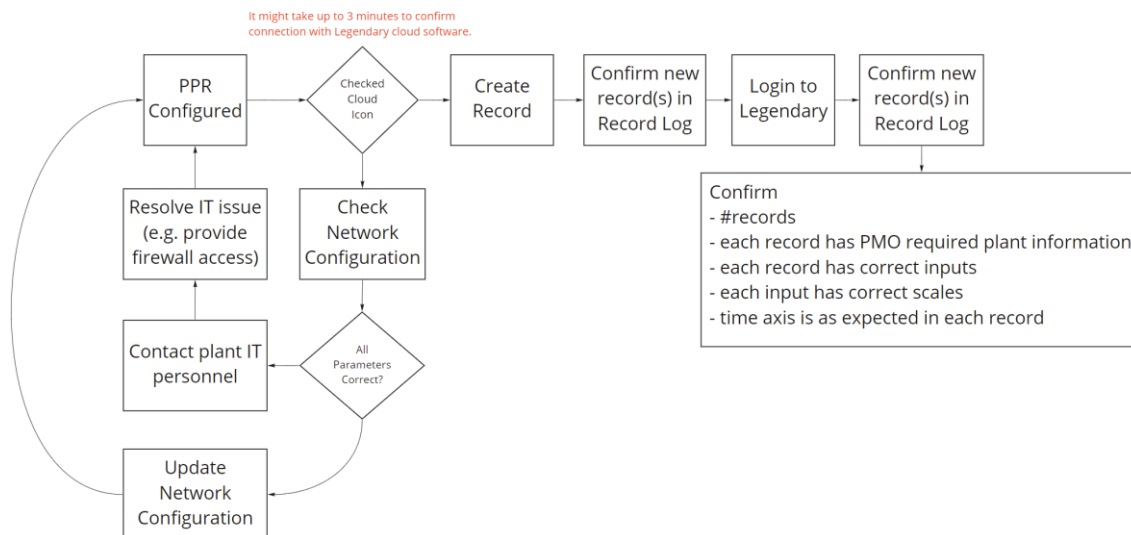 It might take up to 3 minutes to confirm
connection with Legendary cloud software.
PPR
Configured
Checked
Cloud
Icon
Create
Record
Confirm new
record(s) in
Record Log
Login to
Legendary
Confirm new
record(s) in
Record Log
Resolve IT issue
(e.g. provide
firewall access)
Check
Network
Configuration
Confirm
- #records
- each record has PMO required plant information
- each record has correct inputs
- each input has correct scales
- time axis is as expected in each record
Contact plant IT
personnel
All
Parameters
Correct?
Update
Network
Configuration